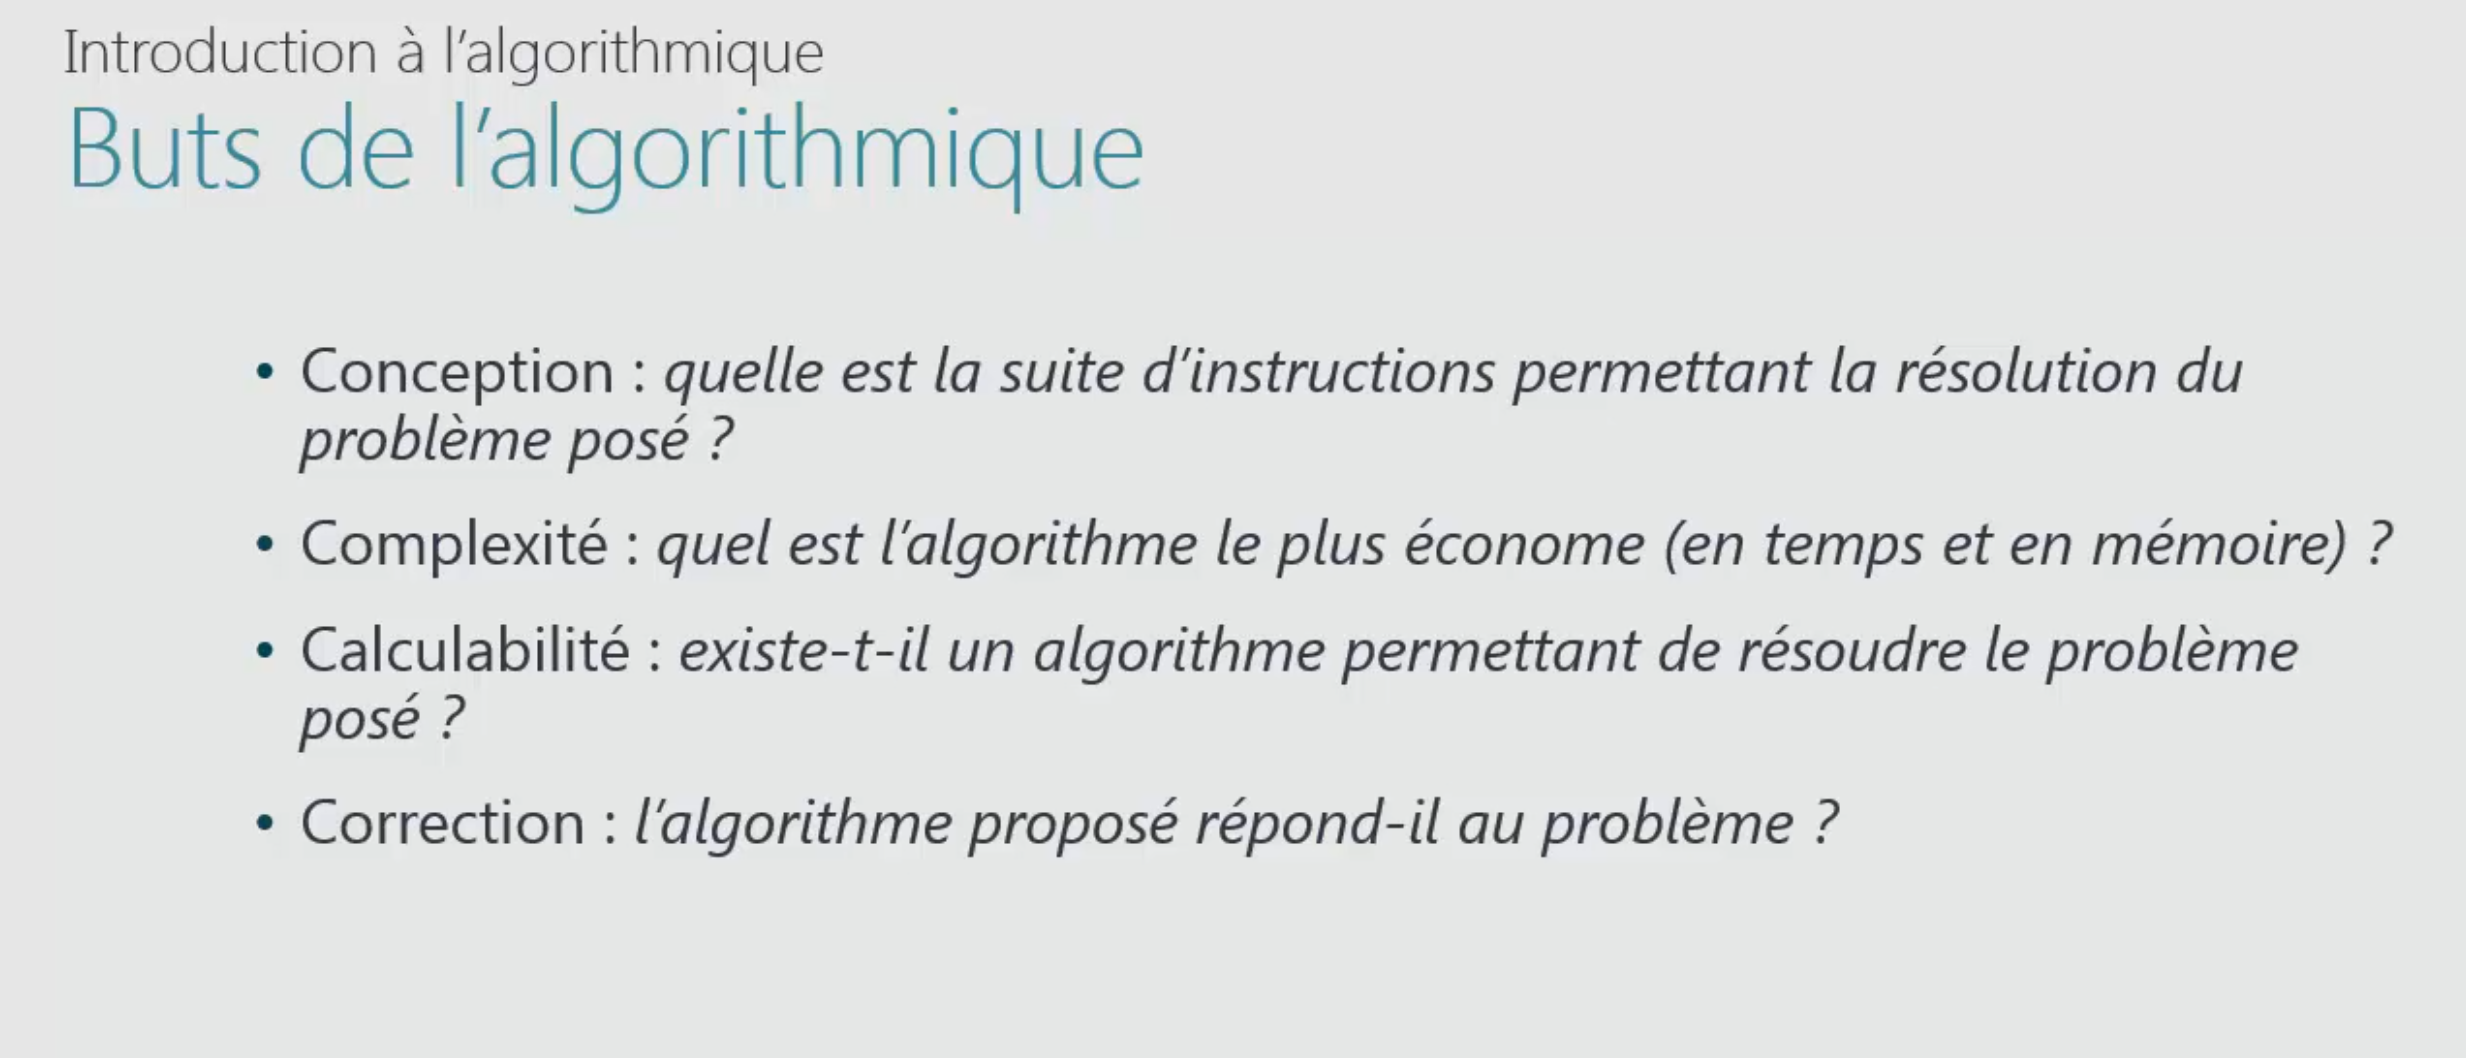 Introduction à l'algorithmique
Buts de l'algorithmique
• Conception : quelle est la suite d'instructions permettant la résolution du
problème posé ?
• Complexité : quel est l'algorithme le plus économe (en temps et en mémoire) ?
• Calculabilité : existe-t-il un algorithme permettant de résoudre le problème
posé ?
• Correction : l'algorithme proposé répond-il au problème ?